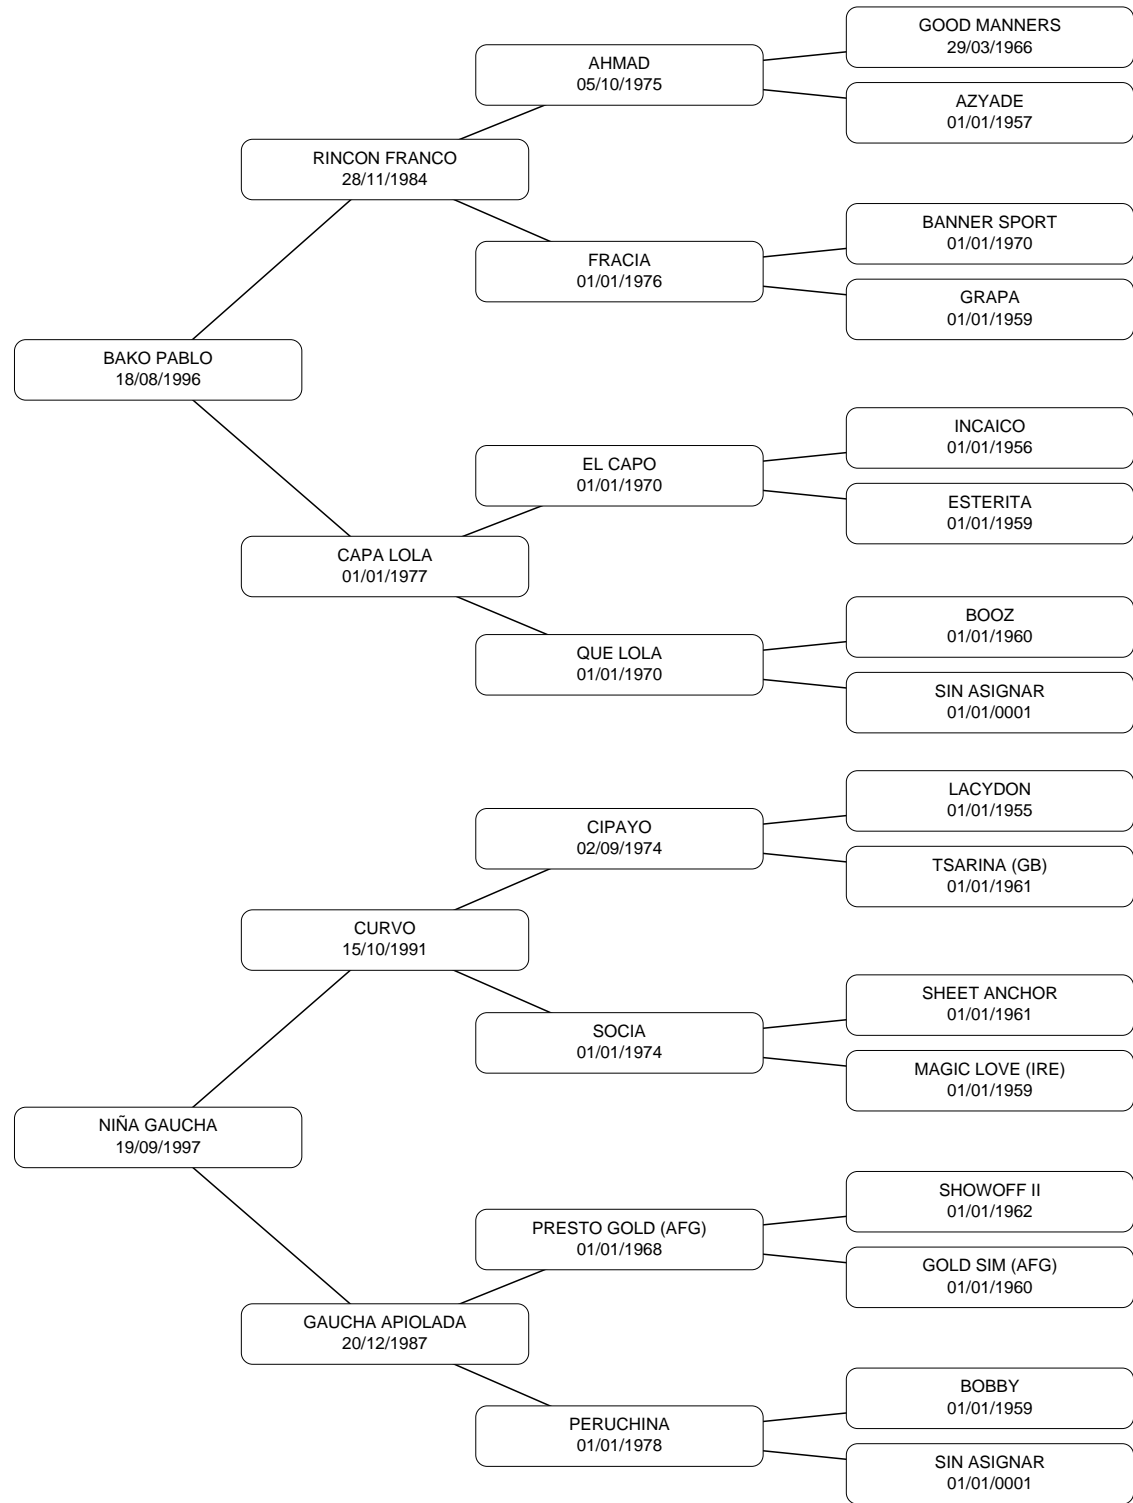 GOOD MANNERS
29/03/1966
AHMAD
05/10/1975
AZYADE
01/01/1957
RINCON FRANCO
28/11/1984
BANNER SPORT
01/01/1970
FRACIA
01/01/1976
GRAPA
01/01/1959
BAKO PABLO
18/08/1996
INCAICO
01/01/1956
EL CAPO
01/01/1970
ESTERITA
01/01/1959
CAPA LOLA
01/01/1977
BOOZ
01/01/1960
QUE LOLA
01/01/1970
SIN ASIGNAR
01/01/0001
LACYDON
01/01/1955
CIPAYO
02/09/1974
TSARINA (GB)
01/01/1961
CURVO
15/10/1991
SHEET ANCHOR
01/01/1961
SOCIA
01/01/1974
MAGIC LOVE (IRE)
01/01/1959
NIÑA GAUCHA
19/09/1997
SHOWOFF II
01/01/1962
PRESTO GOLD (AFG)
01/01/1968
GOLD SIM (AFG)
01/01/1960
GAUCHA APIOLADA
20/12/1987
BOBBY
01/01/1959
PERUCHINA
01/01/1978
SIN ASIGNAR
01/01/0001